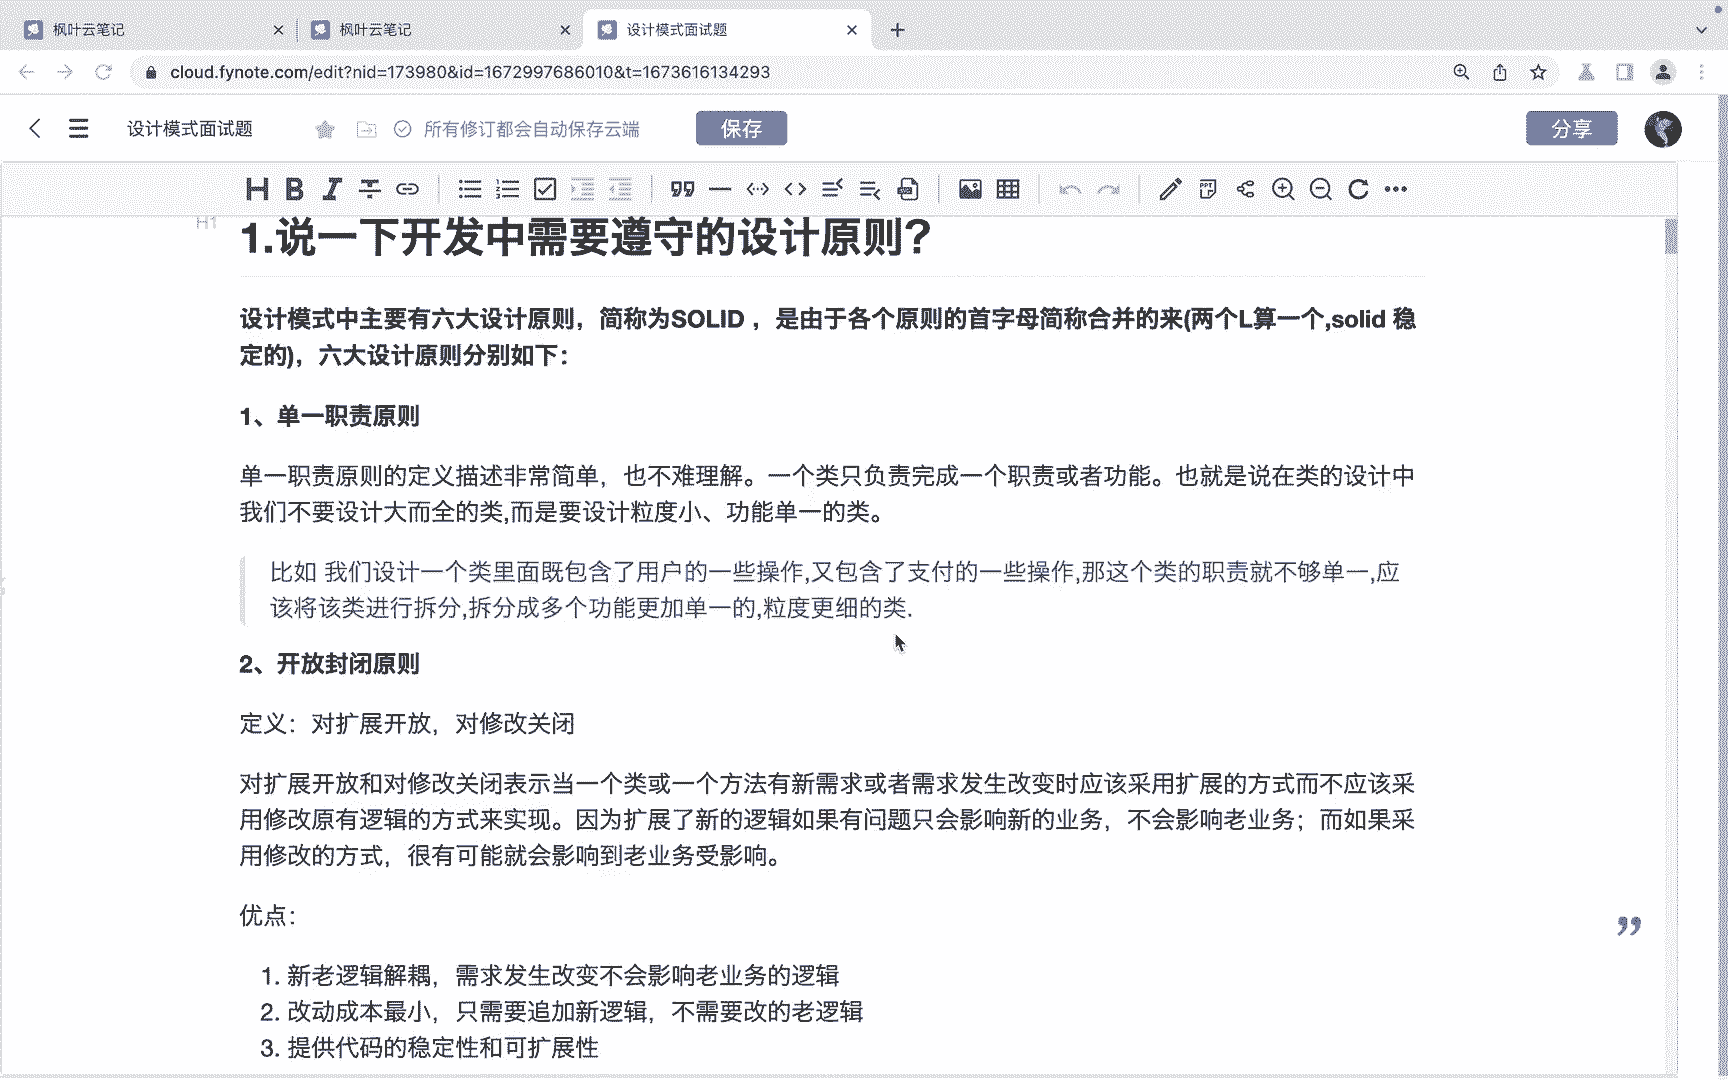 枫叶云笔记
枫叶云笔记
设计模式面试题
cloud.fynote.com/edit?nid=173980&id=1672997686010&t=1673616134293
设计模式面试题
所有修订都会自动保存云端
保存
分享
H1
1.说一下开发中需要遵守的设计原则?
设计模式中主要有六大设计原则，简称为SOLID ，是由于各个原则的首字母简称合并的来(两个L算一个,solid 稳
定的)，六大设计原则分别如下：
1、单一职责原则
单一职责原则的定义描述非常简单，也不难理解。一个类只负责完成一个职责或者功能。也就是说在类的设计中
我们不要设计大而全的类,而是要设计粒度小、功能单一的类。
比如 我们设计一个类里面既包含了用户的一些操作,又包含了支付的一些操作,那这个类的职责就不够单一,应
该将该类进行拆分,拆分成多个功能更加单一的,粒度更细的类.
2、开放封闭原则
定义：对扩展开放，对修改关闭
对扩展开放和对修改关闭表示当一个类或一个方法有新需求或者需求发生改变时应该采用扩展的方式而不应该采
用修改原有逻辑的方式来实现。因为扩展了新的逻辑如果有问题只会影响新的业务，不会影响老业务；而如果采
用修改的方式，很有可能就会影响到老业务受影响。
优点：
1. 新老逻辑解耦，需求发生改变不会影响老业务的逻辑
2. 改动成本最小，只需要追加新逻辑，不需要改的老逻辑
3. 提供代码的稳定性和可扩展性